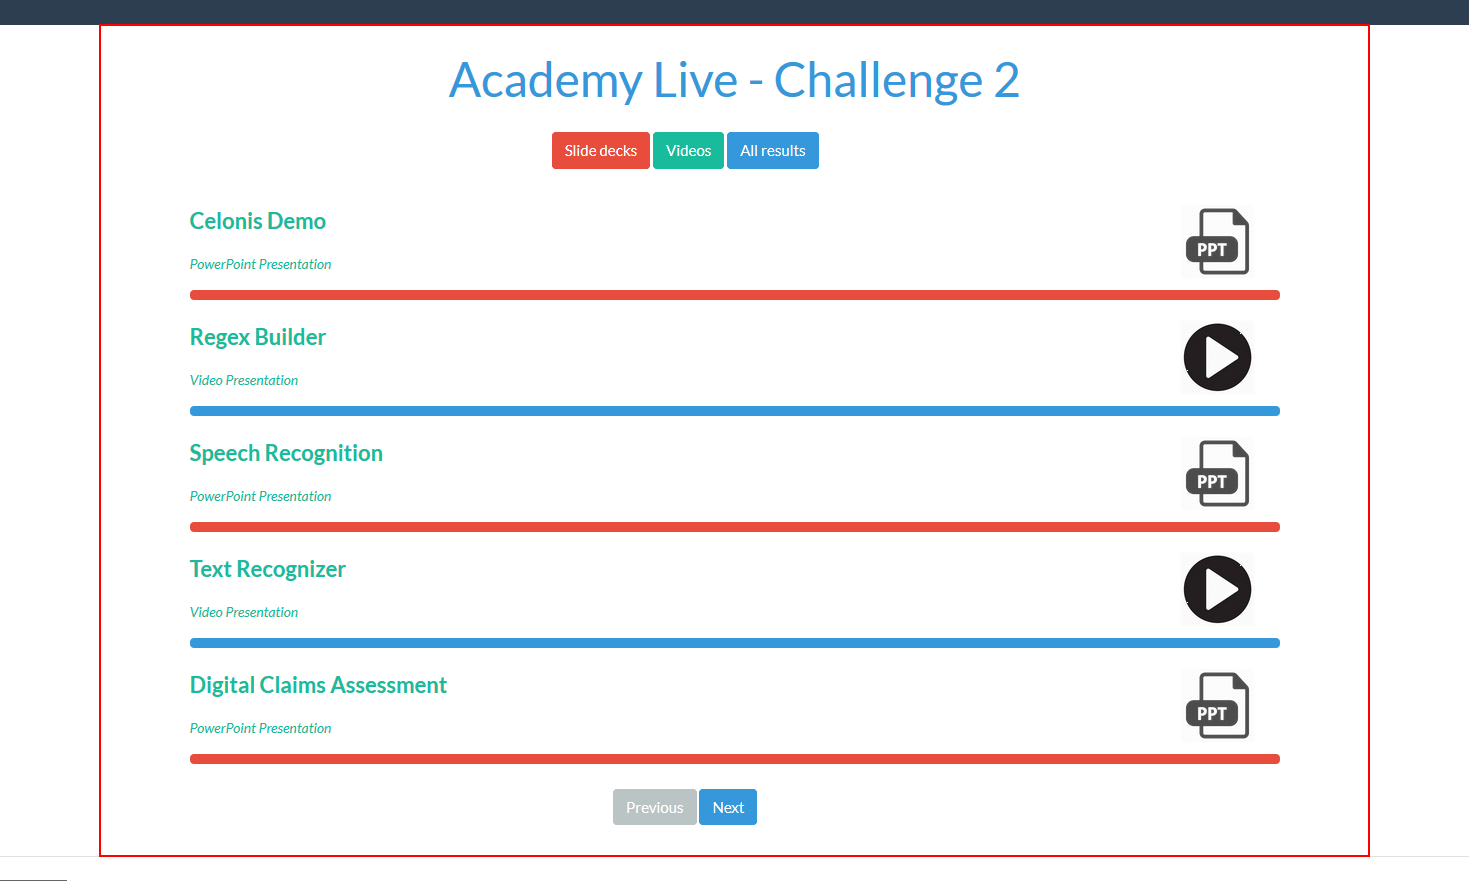 Academy Live - Challenge 2
Slide decks Videos All results
Celonis Demo
PPT
PowerPoint Presentation
Regex Builder
Video Presentation
Speech Recognition
PPT
PowerPoint Presentation
Text Recognizer
Video Presentation
Digital Claims Assessment
PPT
PowerPoint Presentation
Previous Next